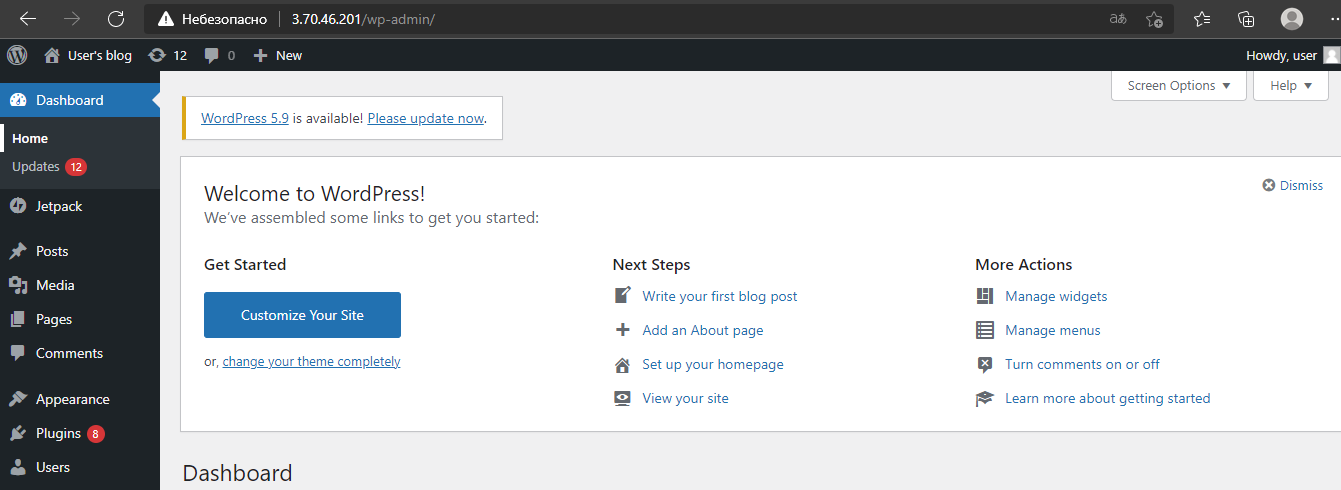 Небезопасно 3.70.46.201/wp-admin/ аあ
User's blog 12 0 New Howdy, user
Dashboard
Home
Updates 12
Jetpack
Posts
Media
Pages
Comments
Appearance
Plugins 8
Users
Screen Options Help
WordPress 5.9 is available! Please update now.
Welcome to WordPress!
Dismiss
We've assembled some links to get you started:
Get Started
Customize Your Site
or, change your theme completely
Next Steps
Write your first blog post
Add an About page
Set up your homepage
View your site
More Actions
Manage widgets
Manage menus
Turn comments on or off
Learn more about getting started
Dashboard